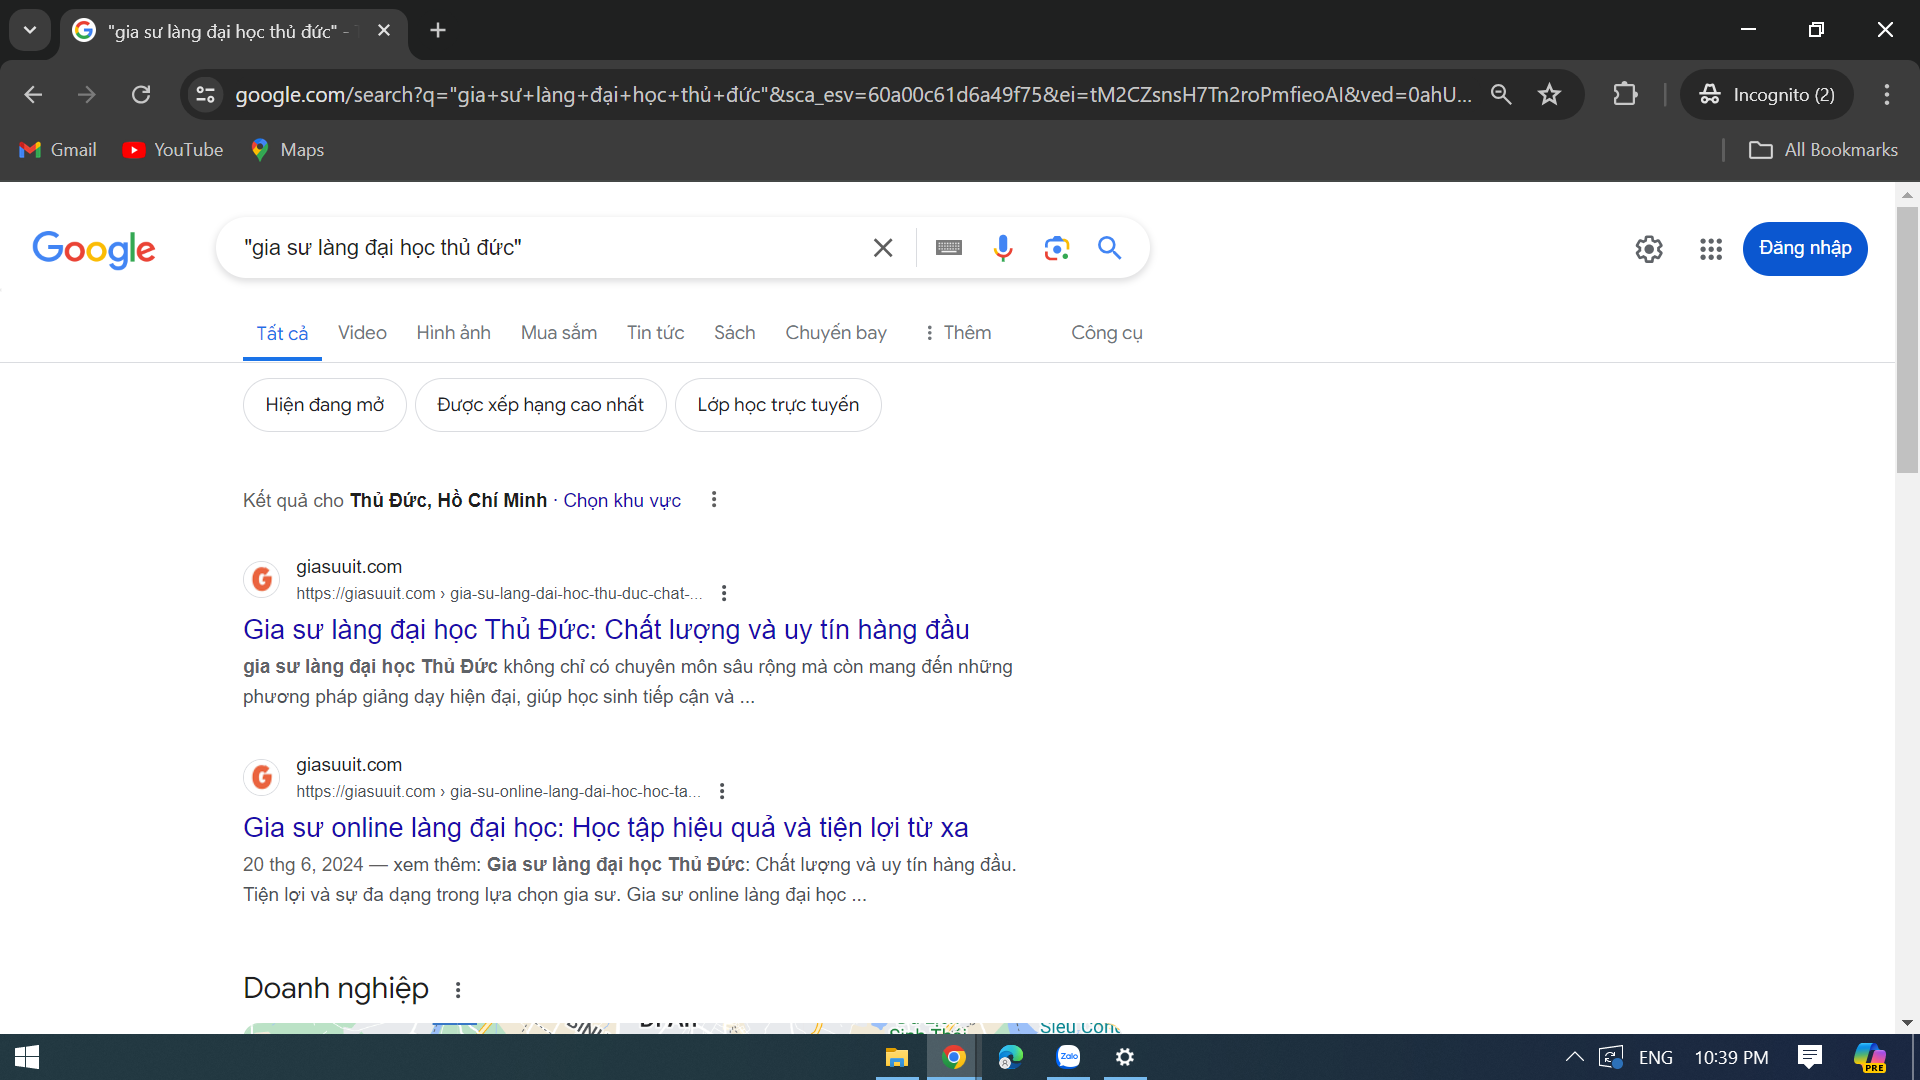 "gia sư làng đại học thủ đức" -
google.com/search?q="gia+sư+làng+đại+học+thủ+đức"&sca_esv=60a00c61d6a49f75&ei=tM2CZsnsH7Tn2roPmfieoAI&ved=0ahU...
Incognito (2)
Gmail
YouTube
Maps
All Bookmarks
Google
"gia sư làng đại học thủ đức"
Đăng nhập
Tất cả
Video
Hình ảnh
Mua sắm
Tin tức
Sách
Chuyến bay
Thêm
Công cụ
Hiện đang mở
Được xếp hạng cao nhất
Lớp học trực tuyến
Kết quả cho Thủ Đức, Hồ Chí Minh · Chọn khu vực
giasuuit.com
https://giasuuit.com › gia-su-lang-dai-hoc-thu-duc-chat-...
Gia sư làng đại học Thủ Đức: Chất lượng và uy tín hàng đầu
gia sư làng đại học Thủ Đức không chỉ có chuyên môn sâu rộng mà còn mang đến những
phương pháp giảng dạy hiện đại, giúp học sinh tiếp cận và ...
giasuuit.com
https://giasuuit.com › gia-su-online-lang-dai-hoc-hoc-ta...
Gia sư online làng đại học: Học tập hiệu quả và tiện lợi từ xa
20 thg 6, 2024 — xem thêm: Gia sư làng đại học Thủ Đức: Chất lượng và uy tín hàng đầu.
Tiện lợi và sự đa dạng trong lựa chọn gia sư. Gia sư online làng đại học ...
Doanh nghiệp
Zalo
ENG
10:39 PM
PRE